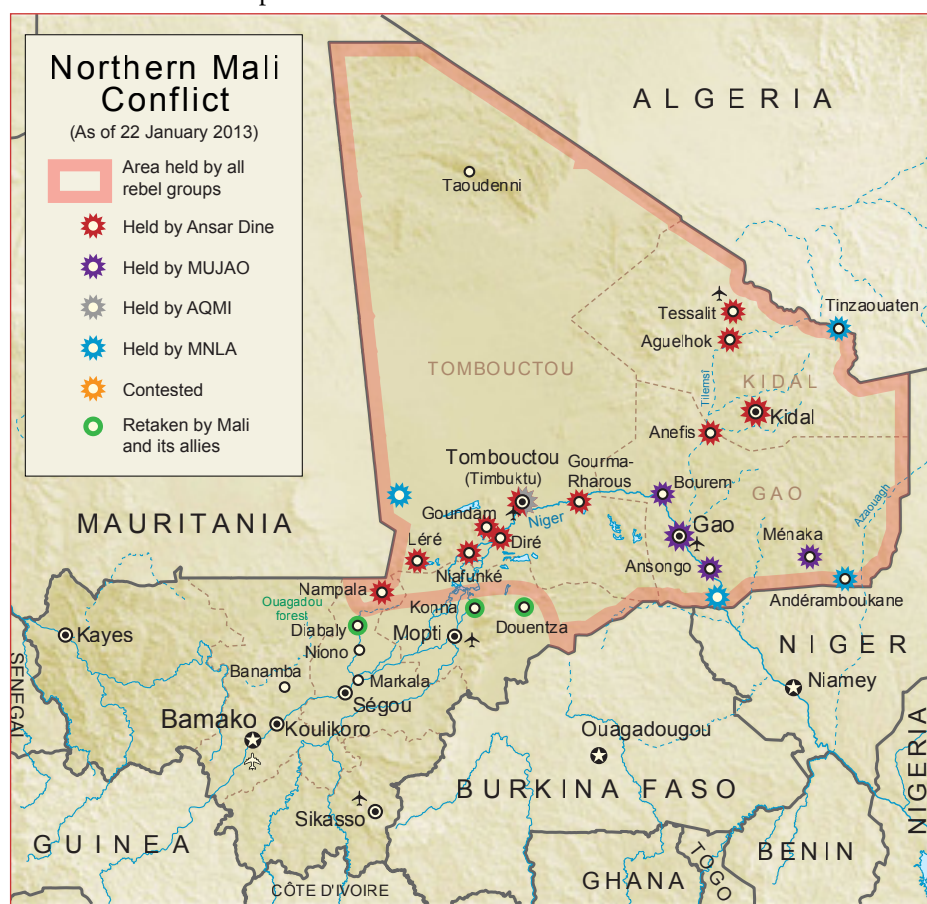 Northern Mali
Conflict
(As of 22 January 2013)
Area held by all
rebel groups
Held by Ansar Dine
Held by MUJAO
Held by AQMI
Held by MNLA
Contested
Retaken by Mali
and its allies
ALGERIA
Taoudenni
Tessalit
Tinzaouaten
Aguelhok
TOMBOUCTOU
Tilemsi
KIDAL
Kidal
Anefis
Tombouctou
(Timbuktu)
Gourma-
Rharous
Bourem
GAO
Azaouagh
MAURITANIA
Goundam
Niger
Gao
Léré
Diré
Ménaka
Niafunké
Ansongo
Nampala
Andéramboukane
Ouagadou
forest
Konna
Douentza
Diabaly
Mopti
Kayes
Niono
NIGER
SENEGAL
Banamba
Markala
Niamey
Ségou
Bamako
Koulikoro
Ouagadougou
NIGERIA
BURKINA FASO
Sikasso
GUINEA
TOGO
BENIN
GHANA
CÔTE D'IVOIRE